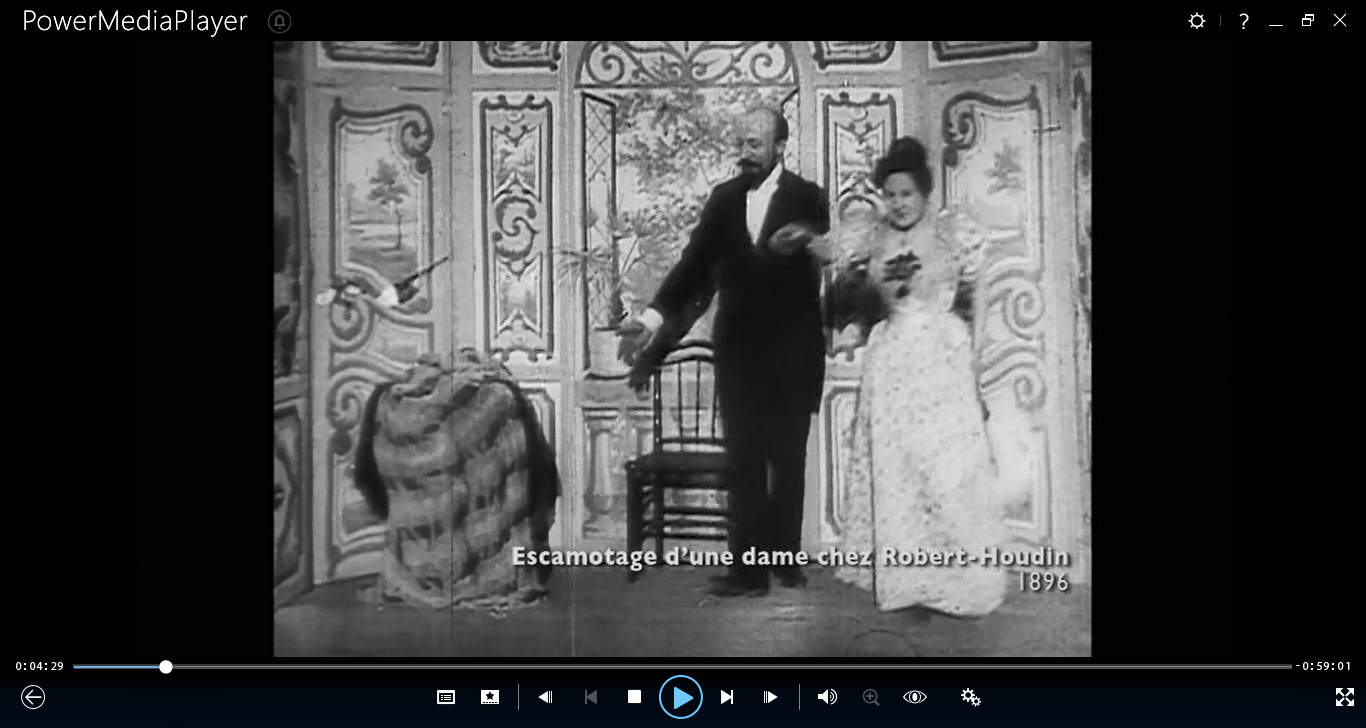 PowerMediaPlayer
?
Escamotage d'une dame chez Robert-Houdin
1896
0:04:29
-0:59:01